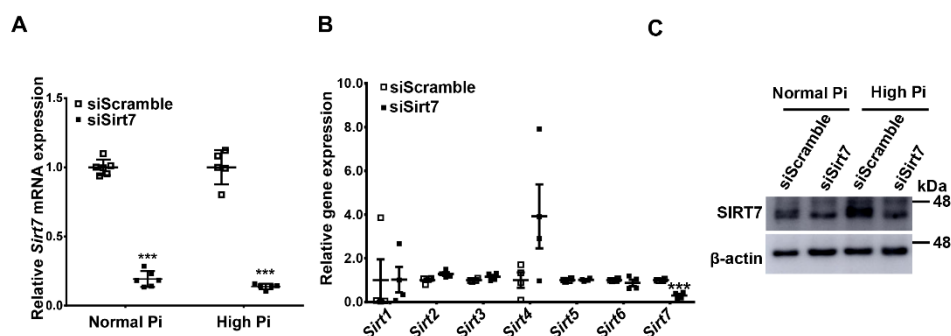 A
Relative Sirt7 mRNA expression
1.5
1.0
0.5
0.0
siScramble
siSirt7
***
***
Normal Pi
High Pi
B
Relative gene expression
10.0
8.0
6.0
4.0
2.0
1.0
0.0
siScramble
siSirt7
***
Sirt1
Sirt2
Sirt3
Sirt4
Sirt5
Sirt6
Sirt7
C
Normal Pi
High Pi
siScramble
siSirt7
siScramble
siSirt7
kDa
SIRT7
48
β-actin
48